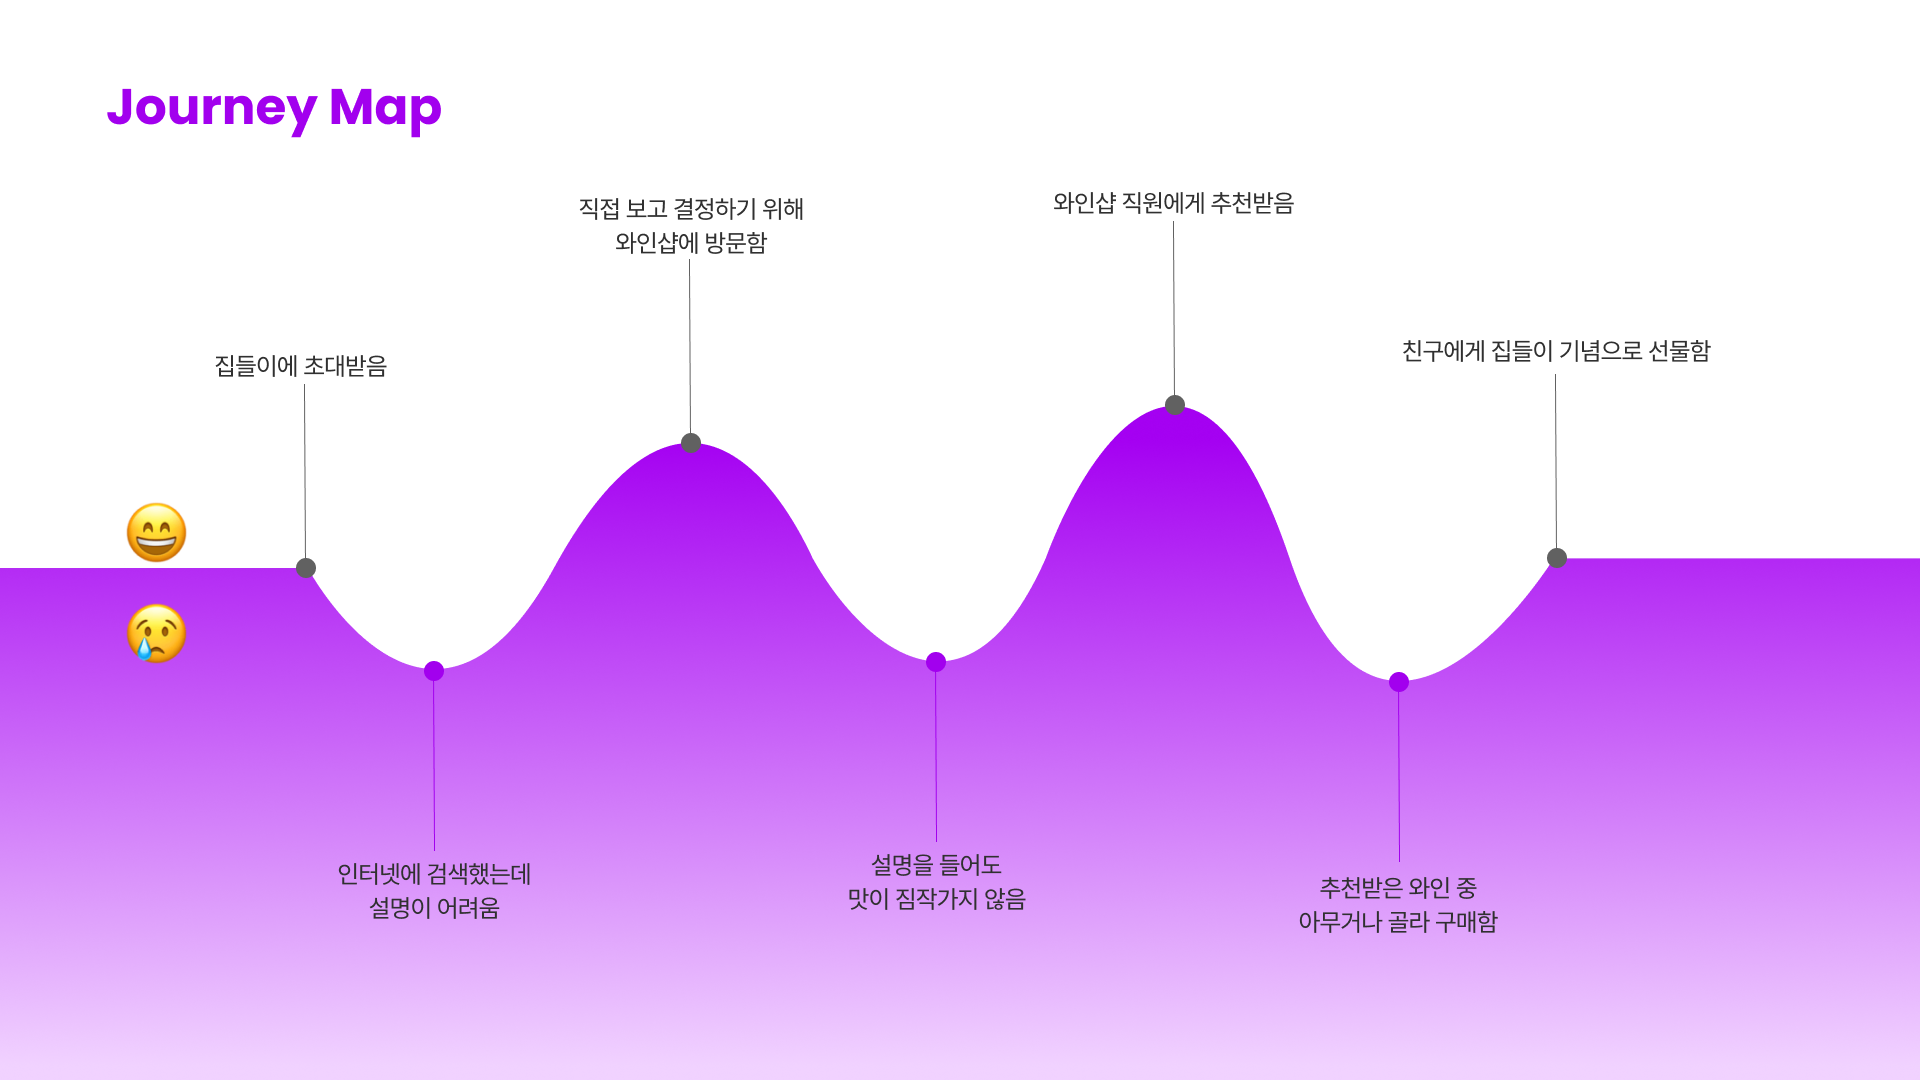 Journey Map
집들이에 초대받음
인터넷에 검색했는데
설명이 어려움
직접 보고 결정하기 위해
와인샵에 방문함
설명을 들어도
맛이 짐작가지 않음
와인샵 직원에게 추천받음
추천받은 와인 중
아무거나 골라 구매함
친구에게 집들이 기념으로 선물함